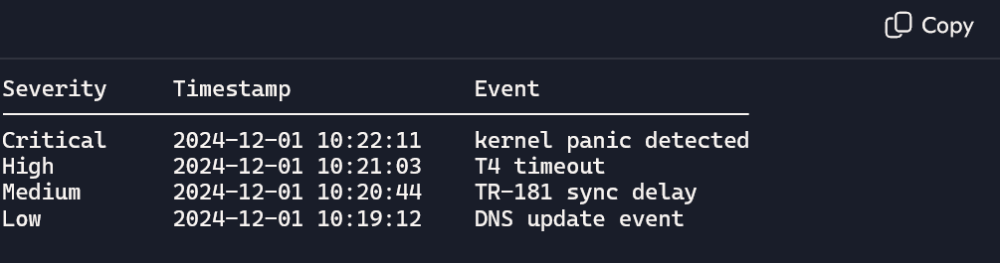 Copy
Severity Timestamp Event
Critical 2024-12-01 10:22:11 kernel panic detected
High 2024-12-01 10:21:03 T4 timeout
Medium 2024-12-01 10:20:44 TR-181 sync delay
Low 2024-12-01 10:19:12 DNS update event